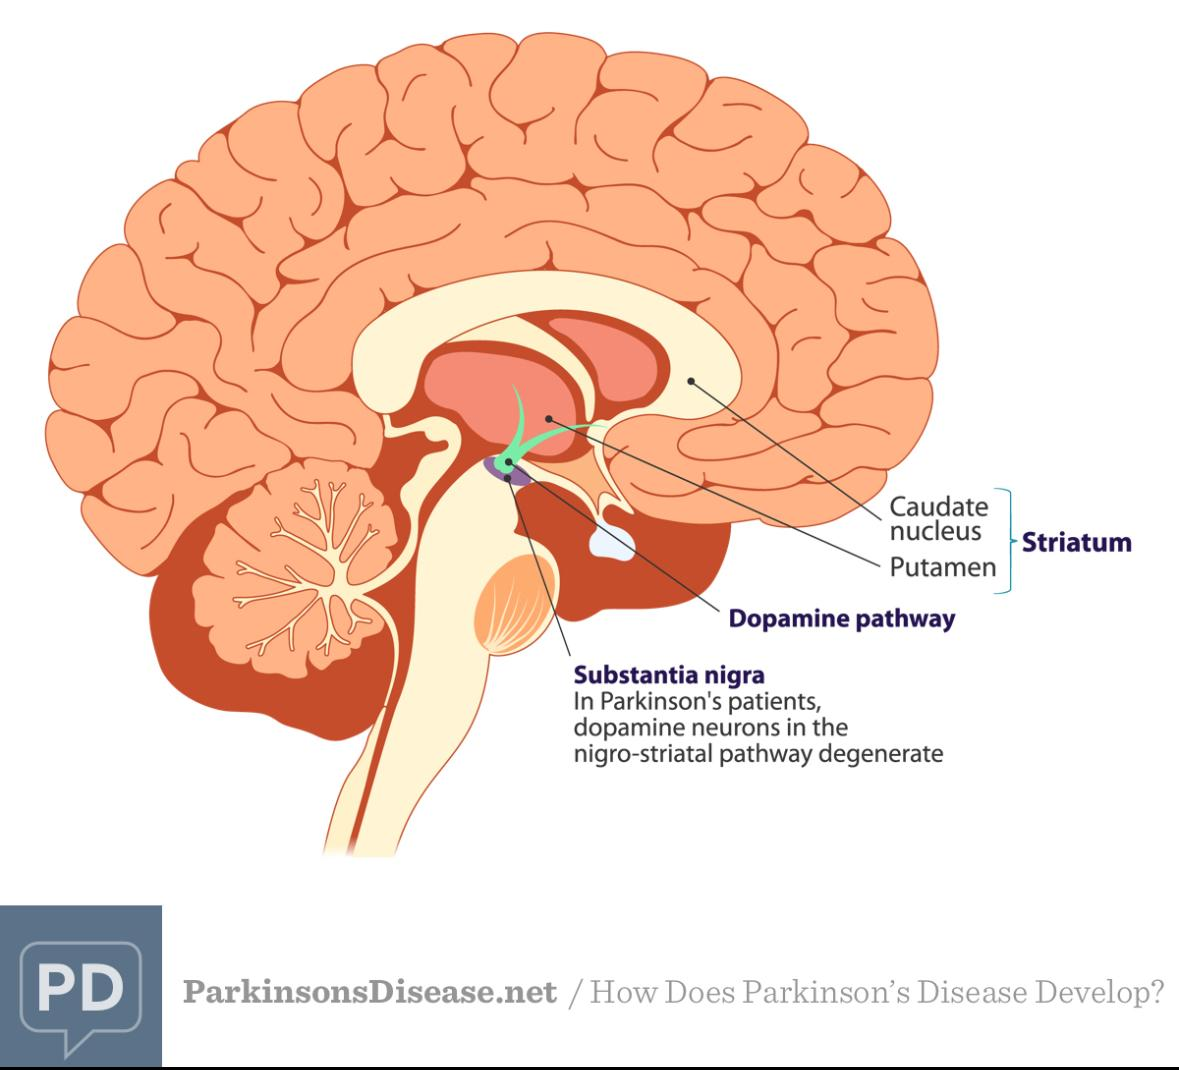 Caudate
nucleus
Putamen
Striatum
Dopamine pathway
Substantia nigra
In Parkinson's patients,
dopamine neurons in the
nigro-striatal pathway degenerate
PD
ParkinsonsDisease.net / How Does Parkinson’s Disease Develop?